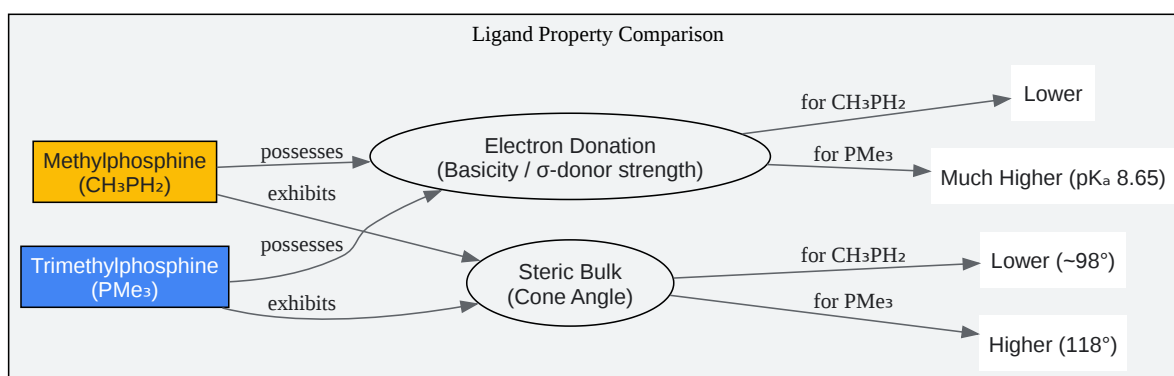 Ligand Property Comparison
Methylphosphine
(CH₃PH₂)
Trimethylphosphine
(PMe₃)
possesses
exhibits
possesses
exhibits
Electron Donation
(Basicity / σ-donor strength)
Steric Bulk
(Cone Angle)
for CH₃PH₂
for PMe₃
for CH₃PH₂
for PMe₃
Lower
Much Higher (pKₐ 8.65)
Lower (~98°)
Higher (118°)